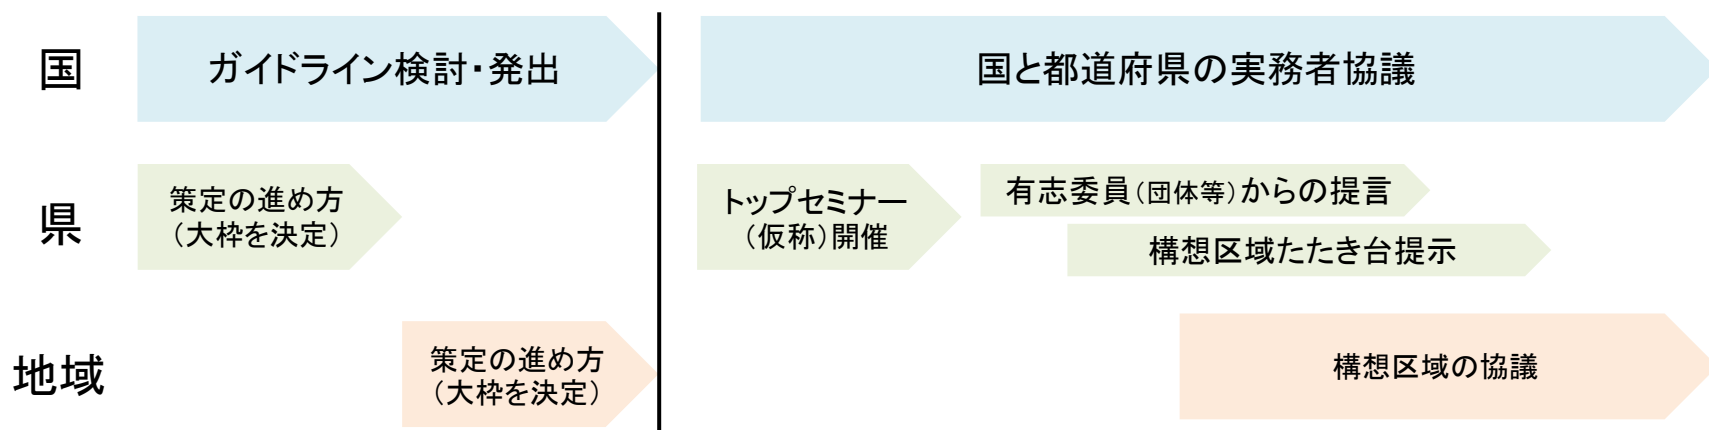 国
ガイドライン検討・発出
国と都道府県の実務者協議
県
策定の進め方
（大枠を決定）
トップセミナー
（仮称）開催
有志委員（団体等）からの提言
構想区域たたき台提示
地域
策定の進め方
（大枠を決定）
構想区域の協議